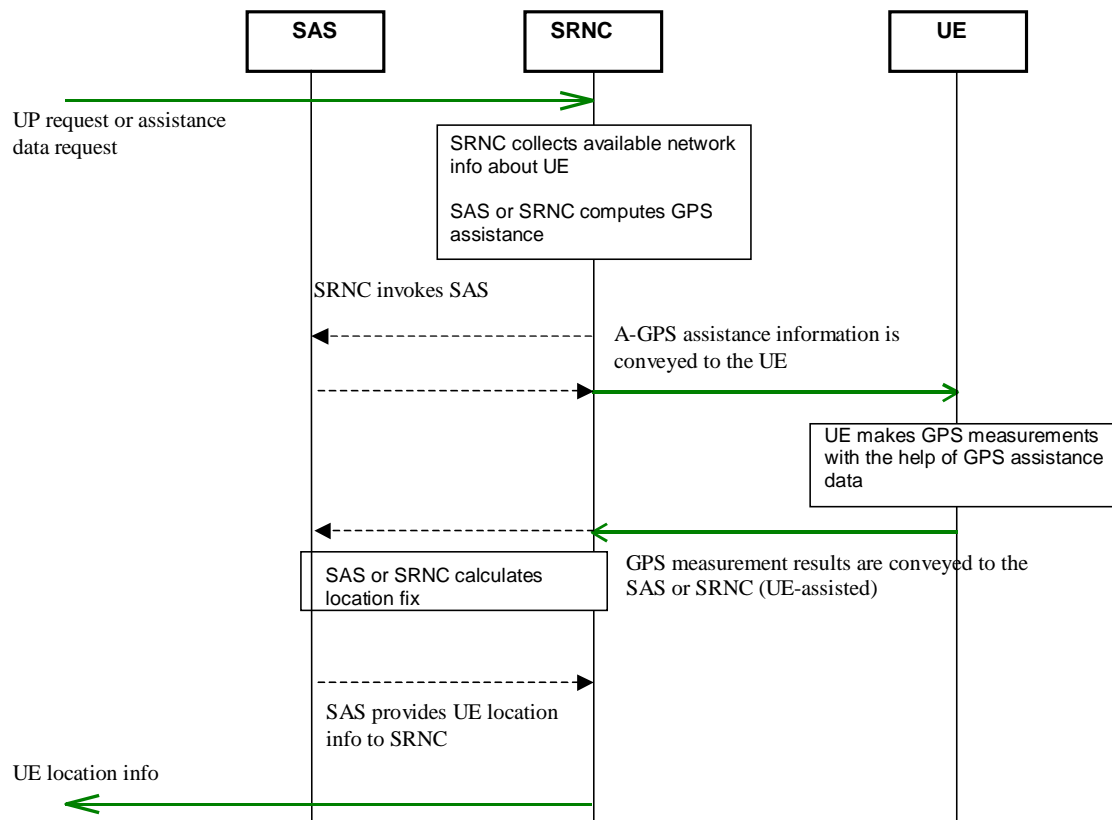 SAS
SRNC
UE
UP request or assistance
data request
SRNC collects available network
info about UE
SAS or SRNC computes GPS
assistance
SRNC invokes SAS
A-GPS assistance information is
conveyed to the UE
UE makes GPS measurements
with the help of GPS assistance
data
SAS or SRNC calculates
location fix
GPS measurement results are conveyed to the
SAS or SRNC (UE-assisted)
SAS provides UE location
info to SRNC
UE location info